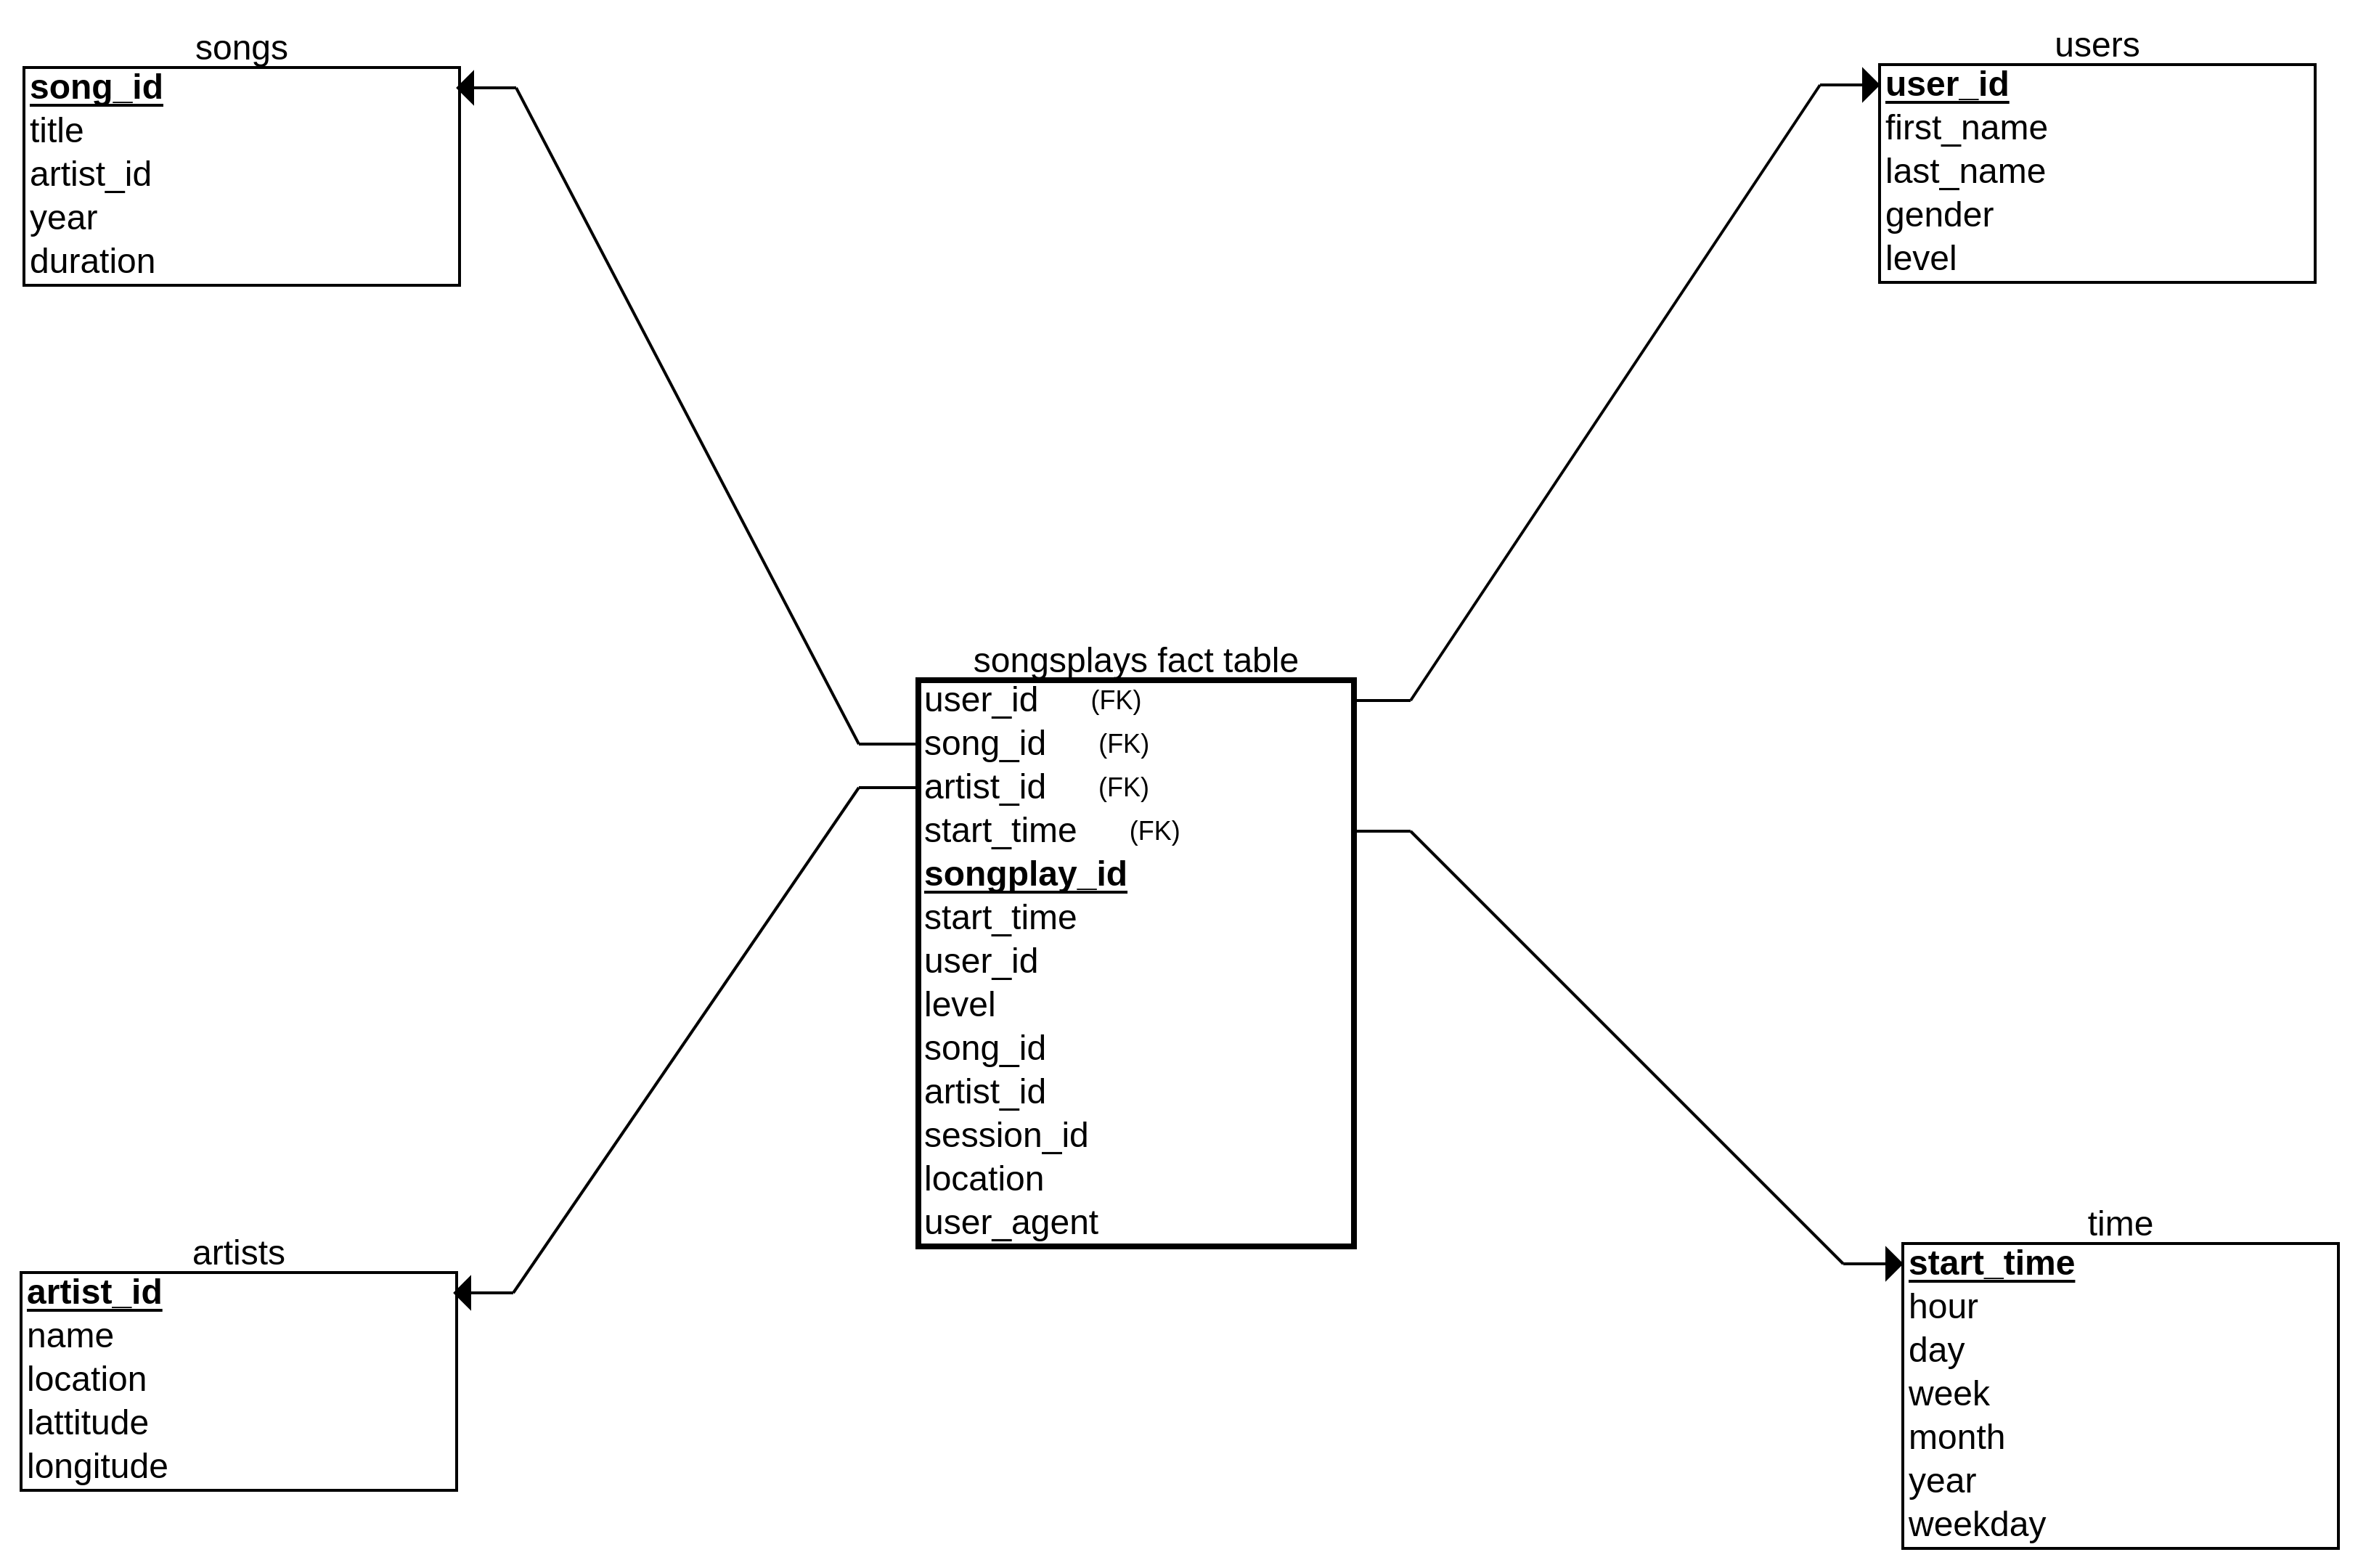 songs
song_id
title
artist_id
year
duration
users
user_id
first_name
last_name
gender
level
songsplays fact table
user_id (FK)
song_id (FK)
artist_id (FK)
start_time (FK)
songplay_id
start_time
user_id
level
song_id
artist_id
session_id
location
user_agent
artists
artist_id
name
location
lattitude
longitude
time
start_time
hour
day
week
month
year
weekday